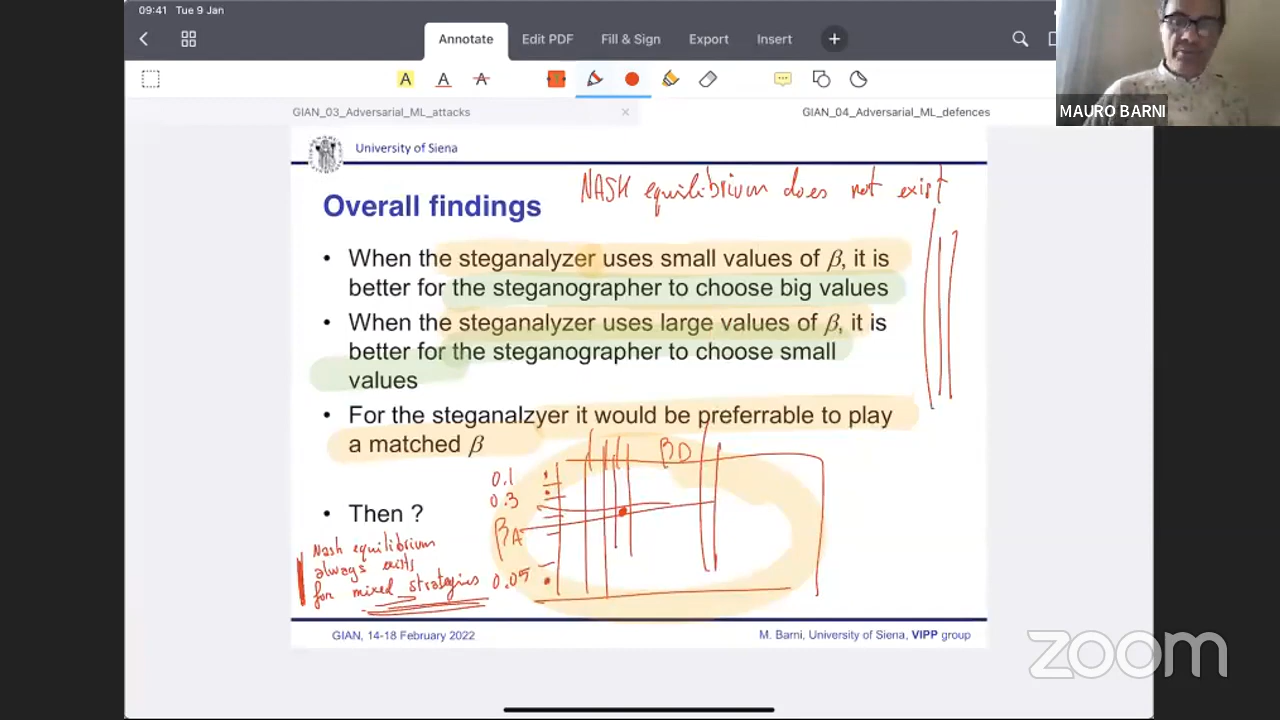 09:41 Tue 9 Jan
Annotate Edit PDF Fill & Sign Export Insert
A A A
MAURO BARNI
GIAN_03_Adversarial_ML_attacks
GIAN_04_Adversarial_ML_defences
University of Siena
NASH equilibrium does not exist
Overall findings
• When the steganalyzer uses small values of β, it is
better for the steganographer to choose big values
• When the steganalyzer uses large values of β, it is
better for the steganographer to choose small
values
• For the steganalzyer it would be preferrable to play
a matched β
βD
0.1
0.3
βA
0.05
• Then ?
Nash equilibrium
always exists
for mixed strategies
GIAN, 14-18 February 2022
M. Barni, University of Siena, VIPP group
zoom